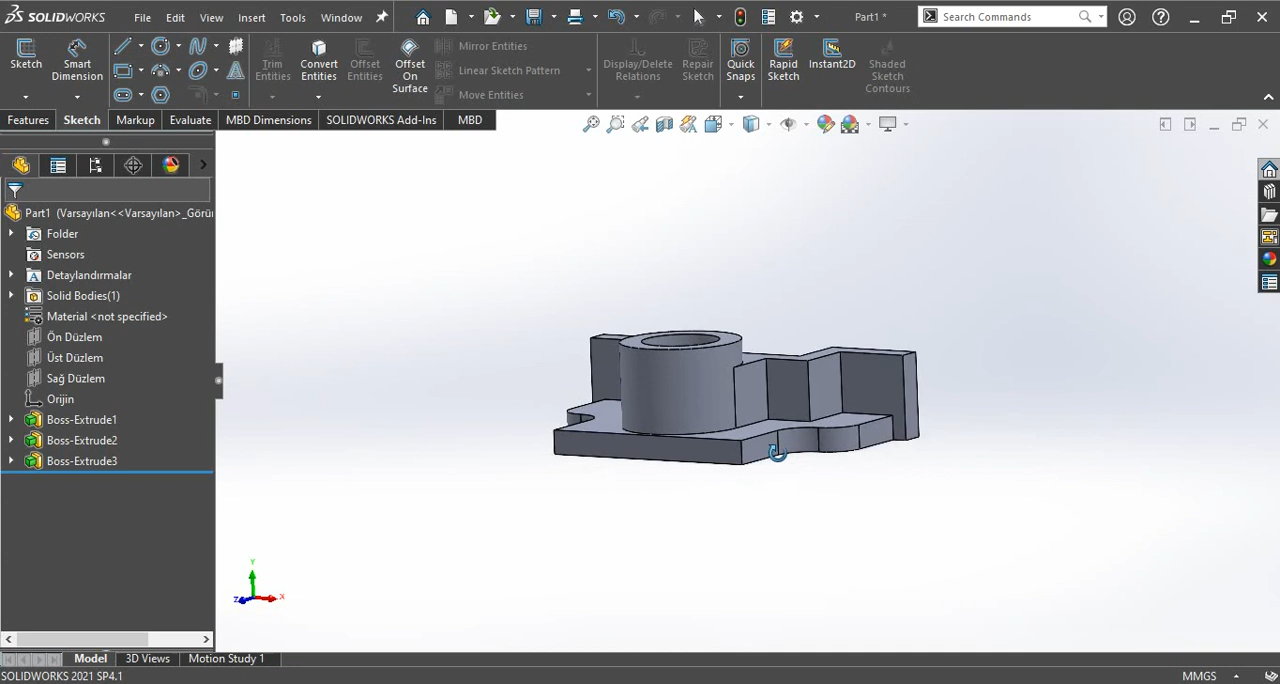 SOLIDWORKS File Edit View Insert Tools Window Part1 * Search Commands
Sketch Smart Dimension Trim Entities Convert Entities Offset Entities Offset On Surface Mirror Entities Linear Sketch Pattern Move Entities Display/Delete Relations Repair Sketch Quick Snaps Rapid Sketch Instant2D Shaded Sketch Contours
Features Sketch Markup Evaluate MBD Dimensions SOLIDWORKS Add-Ins MBD
Part1 (Varsayılan<<Varsayılan>_Görü
Folder
Sensors
Detaylandırmalar
Solid Bodies(1)
Material <not specified>
Ön Düzlem
Üst Düzlem
Sağ Düzlem
Orijin
Boss-Extrude1
Boss-Extrude2
Boss-Extrude3
Y
Z X
Model 3D Views Motion Study 1
SOLIDWORKS 2021 SP4.1 MMGS